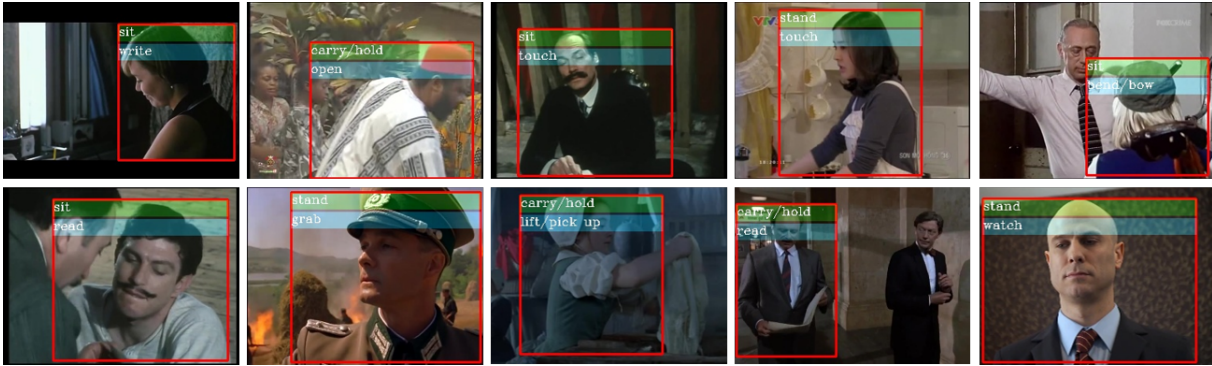 sit
write
carry/hold
open
sit
touch
VTV
stand
touch
sit
bend/bow
sit
read
stand
grab
carry/hold
lift/pick up
carry/hold
read
stand
watch